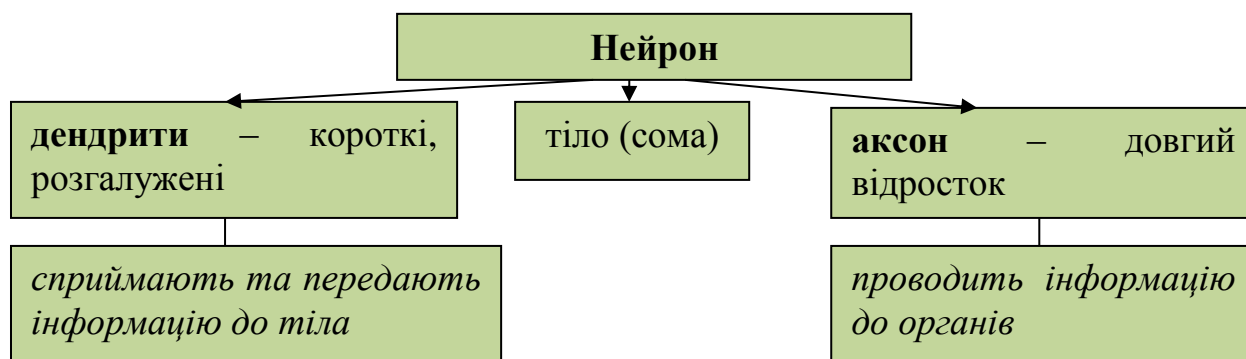 Нейрон
дендрити – короткі,
розгалужені
тіло (сома)
аксон – довгий
відросток
сприймають та передають
інформацію до тіла
проводить інформацію
до органів